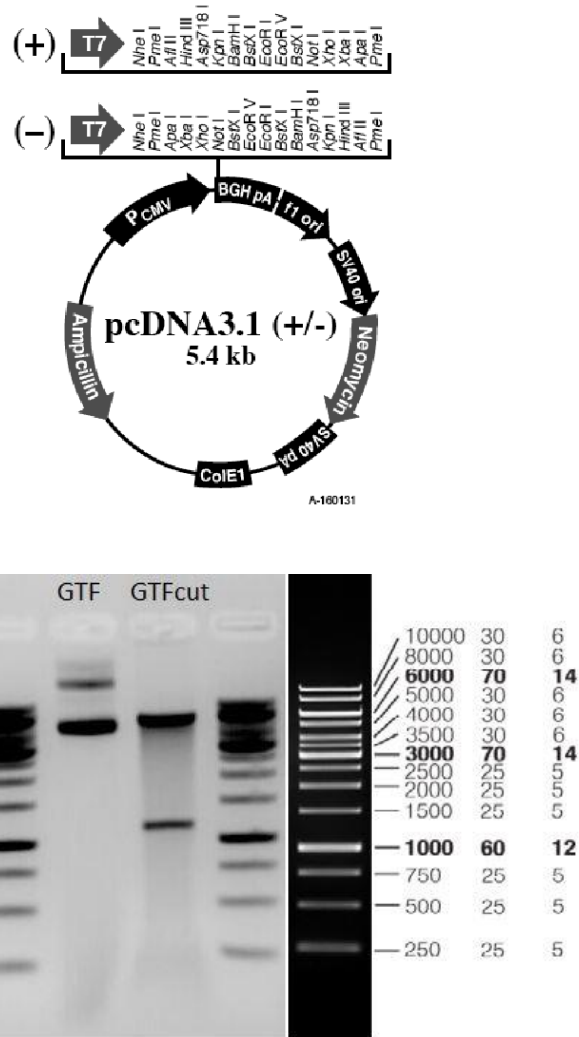 (+) T7 Nhe I Pme I Afl II Hind III Asp718 I Kpn I BamH I BstX I EcoR I EcoR V BstX I Not I Xho I Xba I Apa I Pme I
(–) T7 Nhe I Pme I Apa I Xba I Xho I Not I BstX I EcoR V EcoR I BstX I BamH I Asp718 I Kpn I Hind III Afl II Pme I
P CMV
BGH pA
f1 ori
SV40 ori
Neomycin
SV40 pA
ColE1
Ampicillin
pcDNA3.1 (+/-)
5.4 kb
A-160131
GTF GTFcut
10000 30 6
8000 30 6
6000 70 14
5000 30 6
4000 30 6
3500 30 6
3000 70 14
2500 25 5
2000 25 5
1500 25 5
1000 60 12
750 25 5
500 25 5
250 25 5